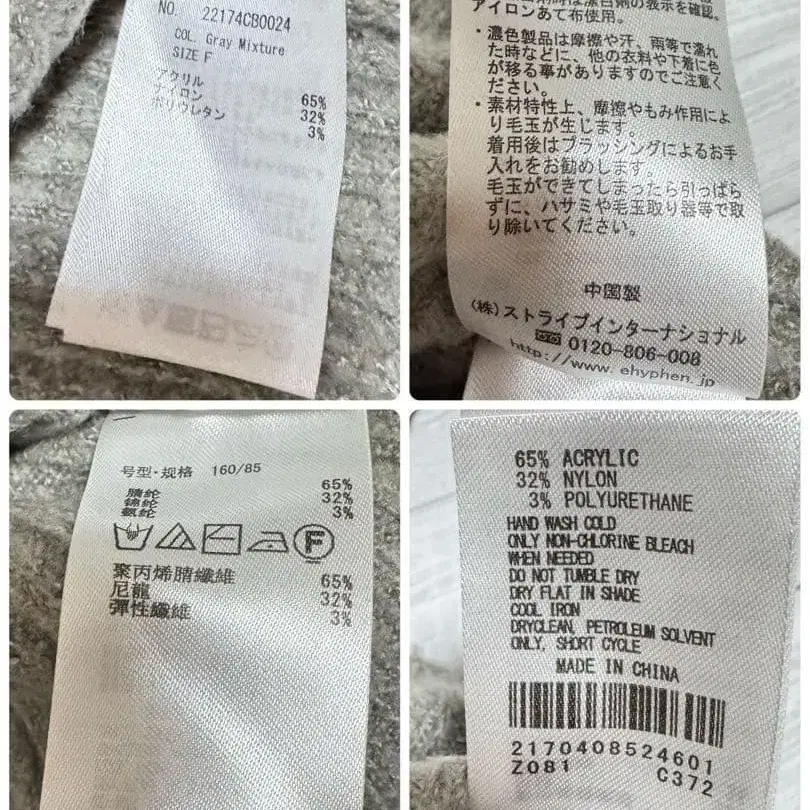 NO. 22174CB0024
COL. Gray Mixture
SIZE F
アクリル 65%
ナイロン 32%
ポリウレタン 3%
アイロンあて布使用。
・濃色製品は摩擦や汗、雨等で濡れ
た時などに、他の衣料や下着に色
が移る事がありますのでご注意く
ださい。
・素材特性上、摩擦やもみ作用によ
り毛玉が生じます。
着用後はブラッシングによるお手
入れをお勧めします。
毛玉ができてしまったら引っぱら
ずに、ハサミや毛玉取り器等で取
り除いてください。
中国製
(株)ストライプインターナショナル
0120-806-008
http://www.ehyphen.jp
号型·规格 160/85
腈纶 65%
锦纶 32%
氨纶 3%
F
聚丙烯腈纖維 65%
尼龍 32%
彈性纖維 3%
65% ACRYLIC
32% NYLON
3% POLYURETHANE
HAND WASH COLD
ONLY NON-CHLORINE BLEACH
WHEN NEEDED
DO NOT TUMBLE DRY
DRY FLAT IN SHADE
COOL IRON
DRYCLEAN, PETROLEUM SOLVENT
ONLY, SHORT CYCLE
MADE IN CHINA
2170408524601
Z081 C372